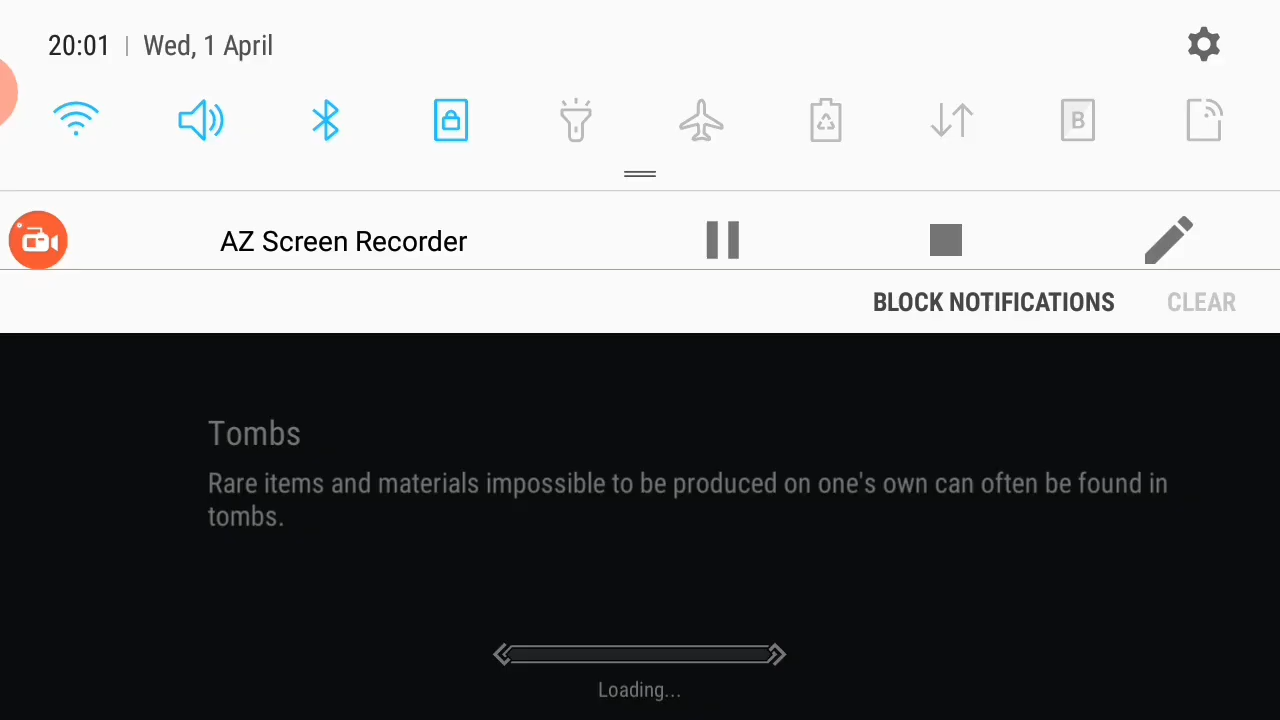 20:01 | Wed, 1 April
B
AZ Screen Recorder
BLOCK NOTIFICATIONS CLEAR
Tombs
Rare items and materials impossible to be produced on one's own can often be found in
tombs.
Loading...